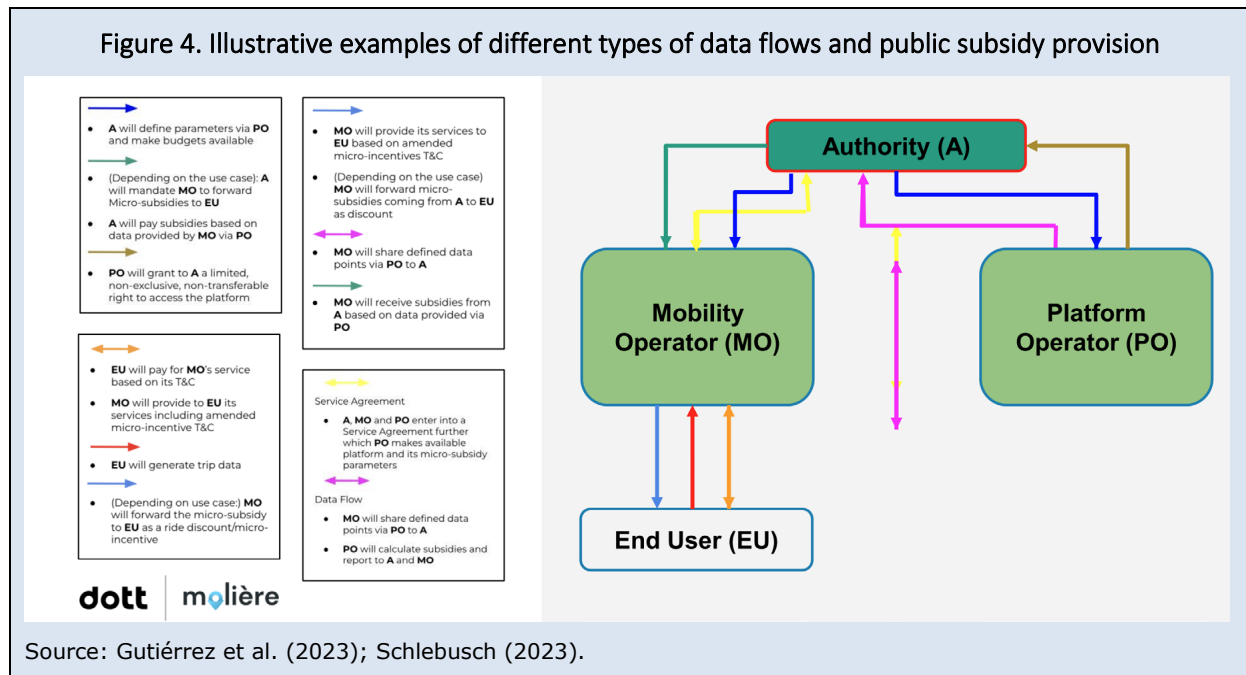 Figure 4. Illustrative examples of different types of data flows and public subsidy provision
A will define parameters via PO
and make budgets available
(Depending on the use case): A
will mandate MO to forward
Micro-subsidies to EU
A will pay subsidies based on
data provided by MO via PO
PO will grant to A a limited,
non-exclusive, non-transferable
right to access the platform
EU will pay for MO's service
based on its T&C
MO will provide to EU its
services including amended
micro-incentive T&C
EU will generate trip data
(Depending on use case:) MO
will forward the micro-subsidy
to EU as a ride discount/micro-
incentive
MO will provide its services to
EU based on amended
micro-incentives T&C
(Depending on the use case)
MO will forward micro-
subsidies coming from A to EU
as discount
MO will share defined data
points via PO to A
MO will receive subsidies from
A based on data provided via
PO
Service Agreement
A, MO and PO enter into a
Service Agreement further
which PO makes available
platform and its micro-subsidy
parameters
Data Flow
MO will share defined data
points via PO to A
PO will calculate subsidies and
report to A and MO
dott
molière
Authority (A)
Mobility
Operator (MO)
Platform
Operator (PO)
End User (EU)
Source: Gutiérrez et al. (2023); Schlebusch (2023).